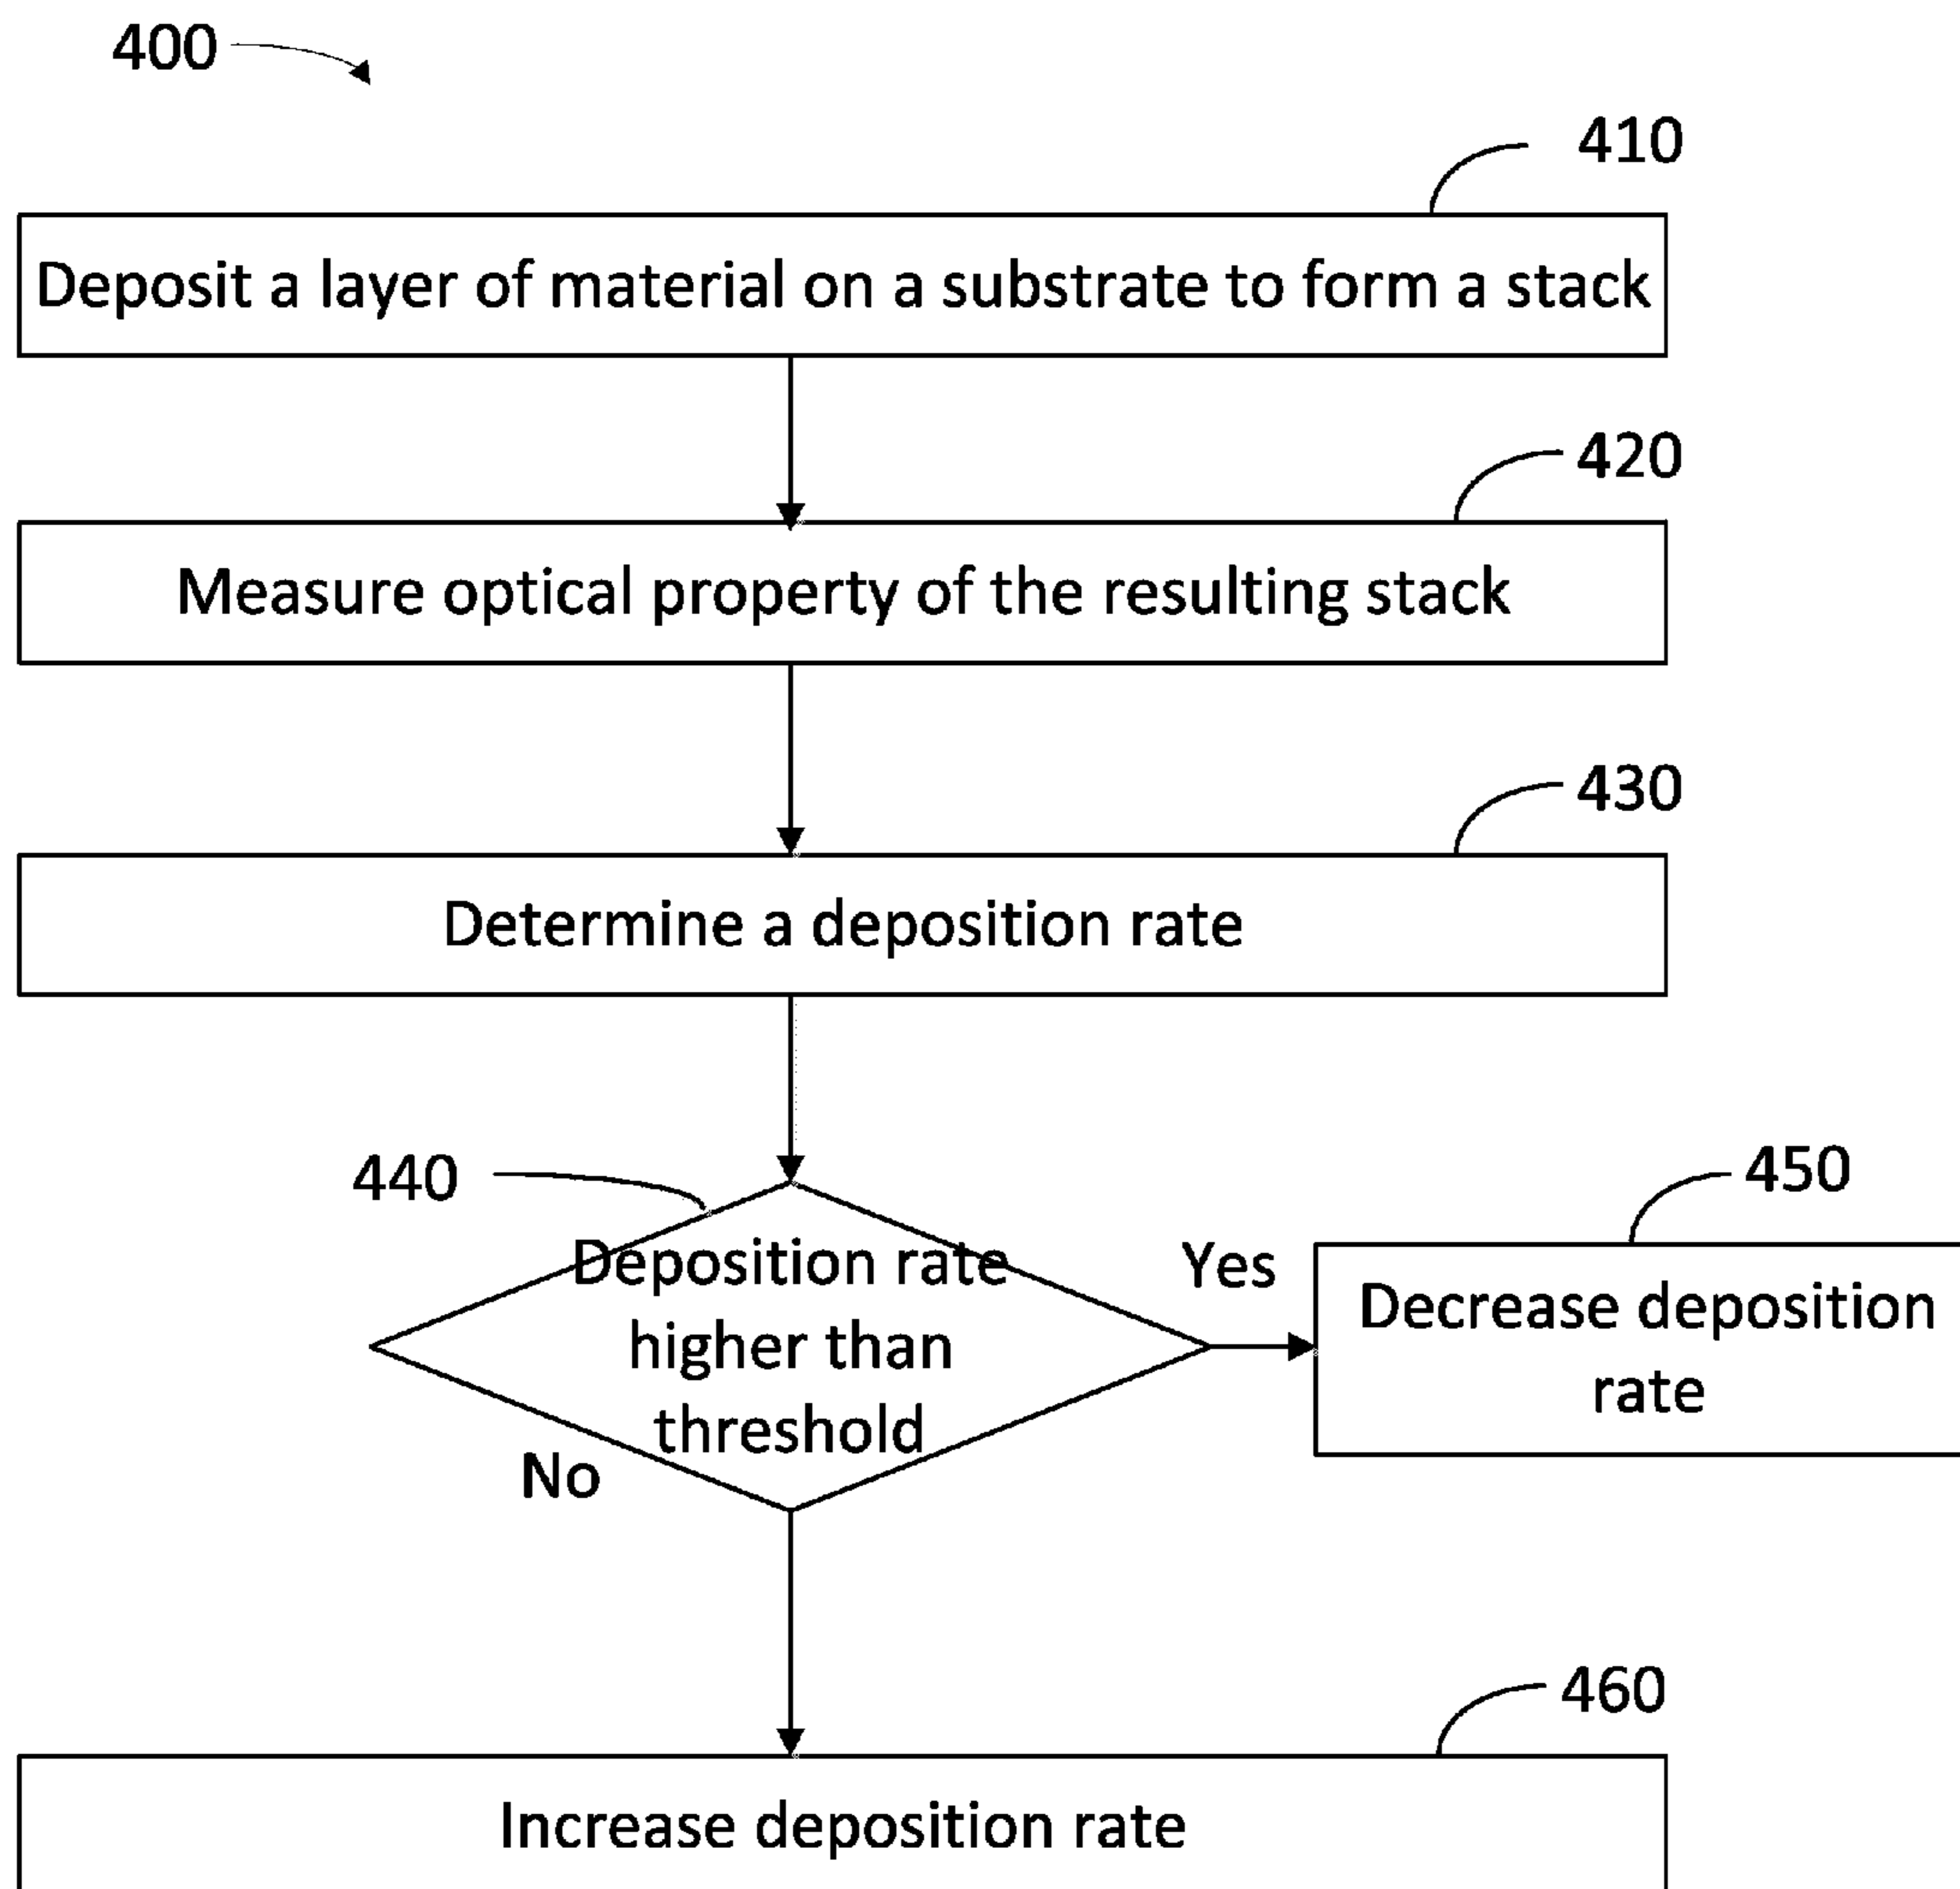 400
410
Deposit a layer of material on a substrate to form a stack
420
Measure optical property of the resulting stack
430
Determine a deposition rate
440
Deposition rate
higher than
threshold
Yes
450
Decrease deposition
rate
No
460
Increase deposition rate